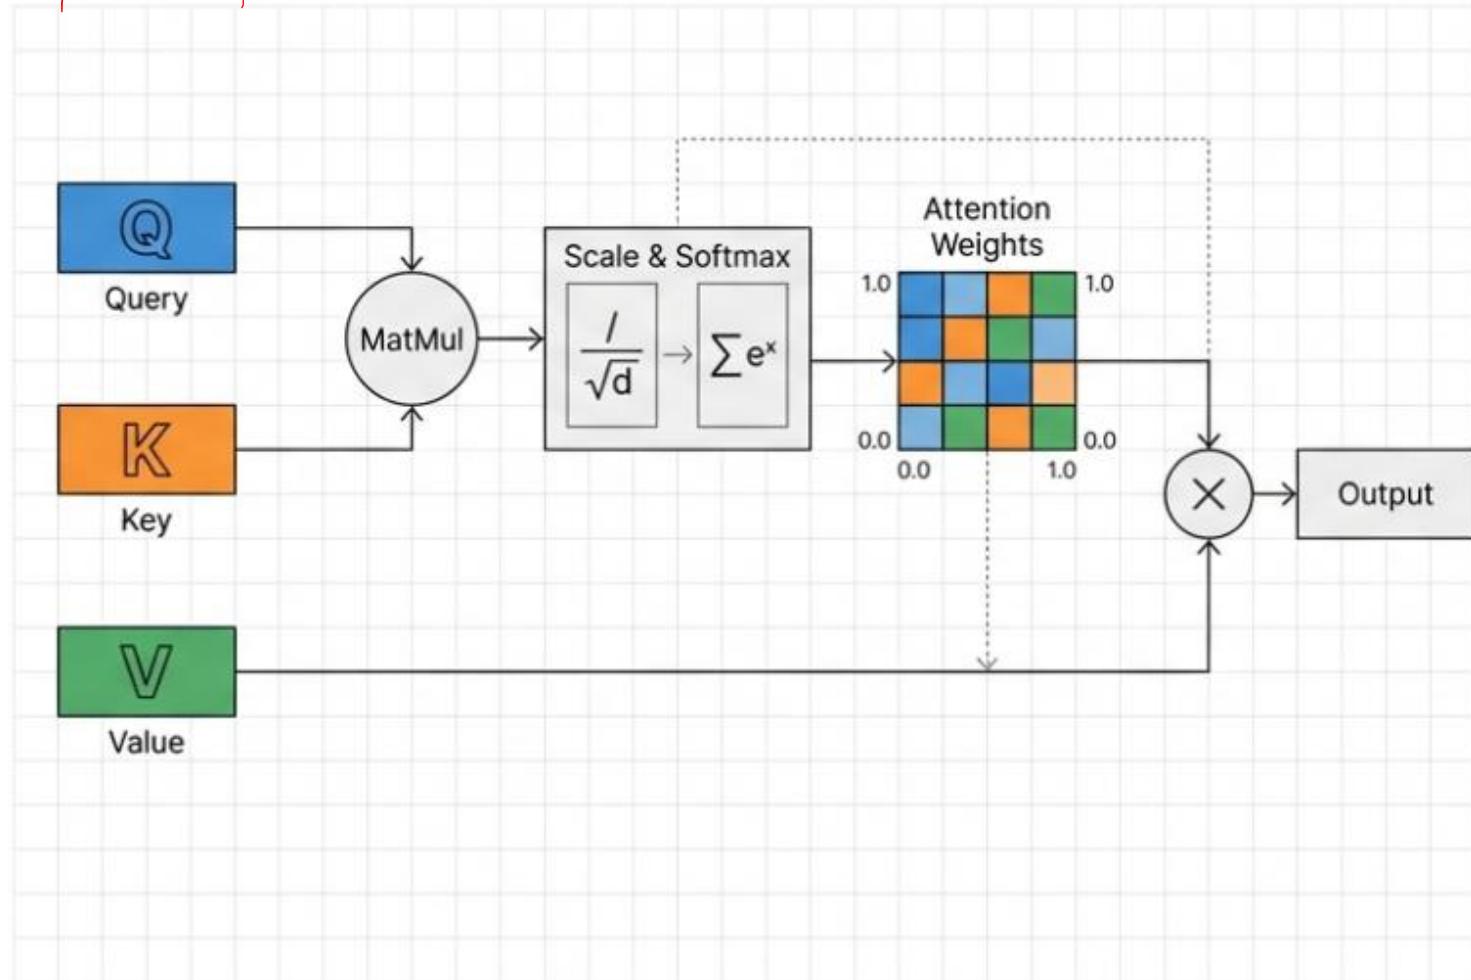 Q
Query
K
Key
V
Value
MatMul
Scale & Softmax
/
√d
→
∑eˣ
Attention
Weights
1.0
1.0
0.0
0.0
0.0
1.0
×
Output